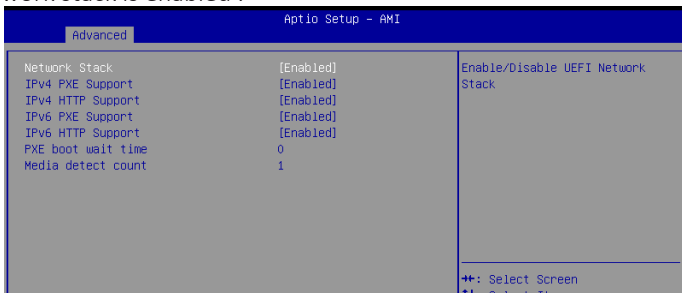 Aptio Setup – AMI
Advanced
Network Stack [Enabled]
IPv4 PXE Support [Enabled]
IPv4 HTTP Support [Enabled]
IPv6 PXE Support [Enabled]
IPv6 HTTP Support [Enabled]
PXE boot wait time 0
Media detect count 1
Enable/Disable UEFI Network
Stack
→←: Select Screen